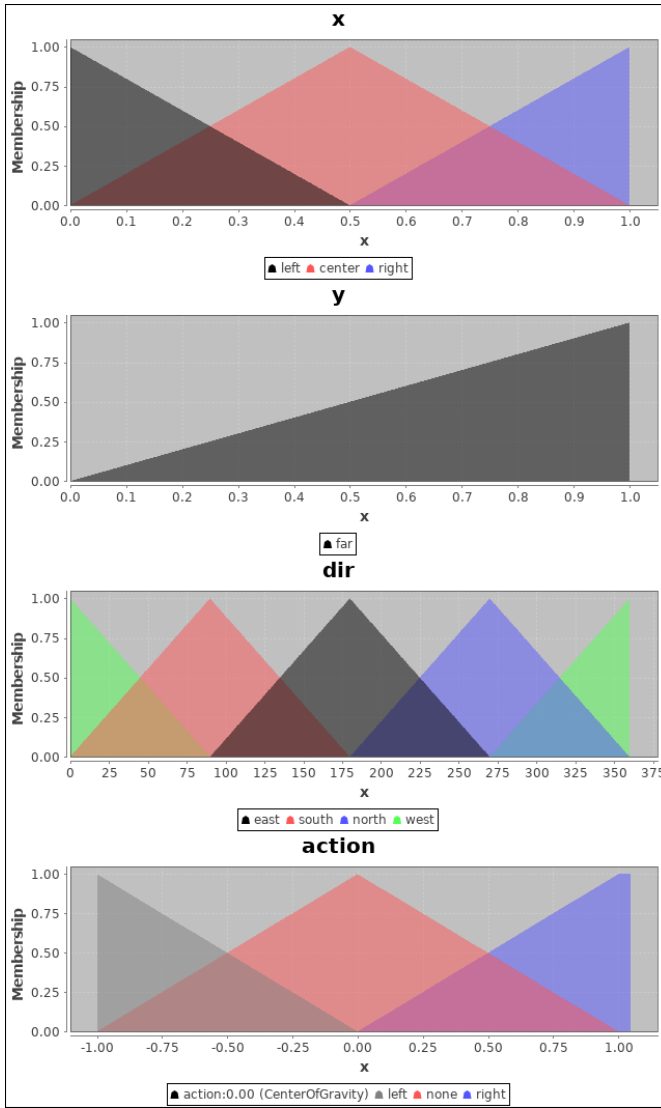 x
1.00
0.75
0.50
0.25
0.00
Membership
0.0 0.1 0.2 0.3 0.4 0.5 0.6 0.7 0.8 0.9 1.0
x
left center right
y
1.00
0.75
0.50
0.25
0.00
Membership
0.0 0.1 0.2 0.3 0.4 0.5 0.6 0.7 0.8 0.9 1.0
x
far
dir
1.00
0.75
0.50
0.25
0.00
Membership
0 25 50 75 100 125 150 175 200 225 250 275 300 325 350 375
x
east south north west
action
1.00
0.75
0.50
0.25
0.00
Membership
-1.00 -0.75 -0.50 -0.25 0.00 0.25 0.50 0.75 1.00
x
action:0.00 (CenterOfGravity) left none right